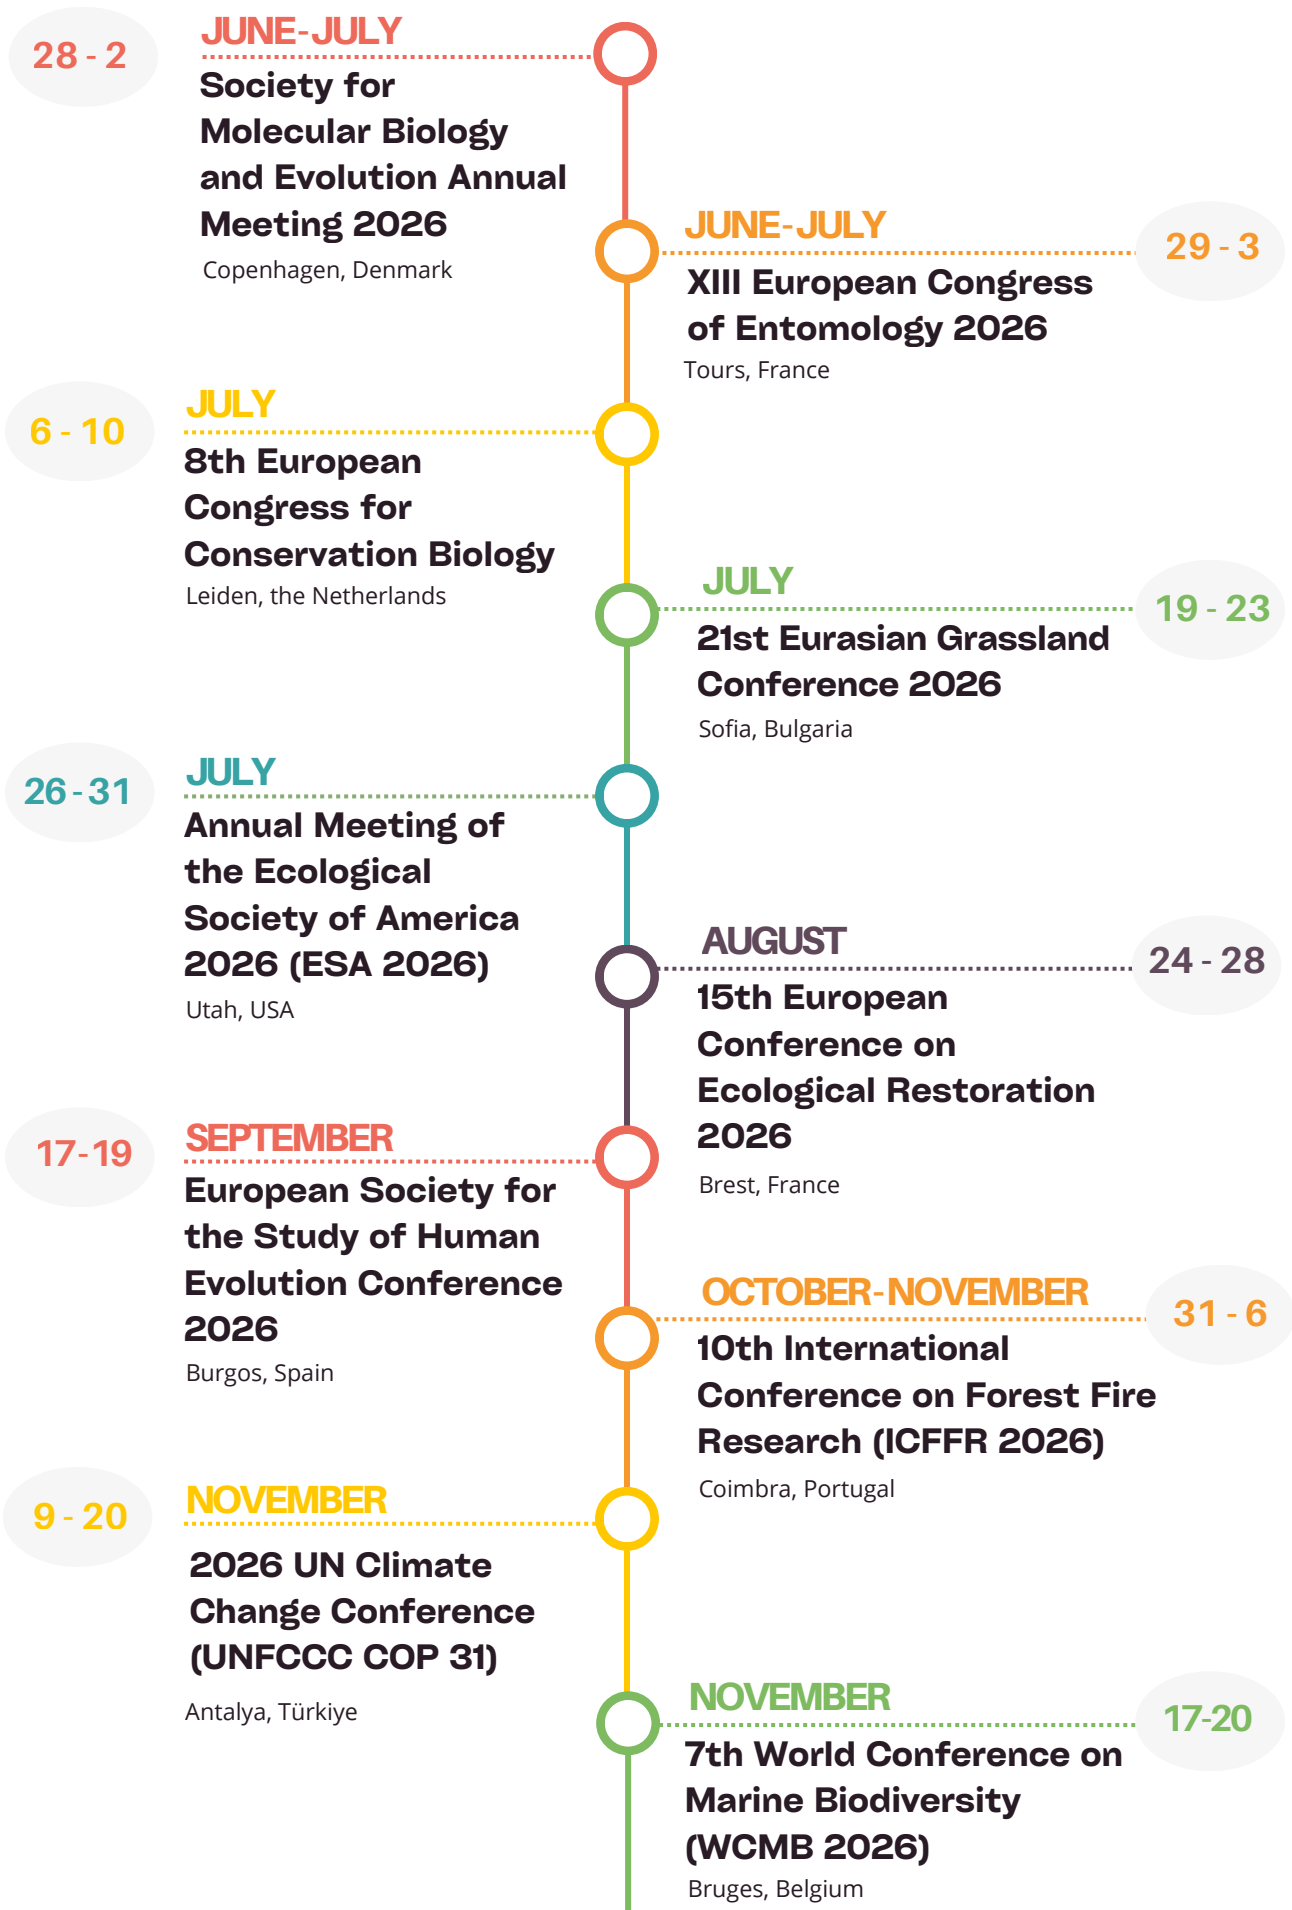 28 - 2
JUNE-JULY
Society for
Molecular Biology
and Evolution Annual
Meeting 2026
Copenhagen, Denmark
JUNE-JULY
29 - 3
XIII European Congress
of Entomology 2026
Tours, France
6 - 10
JULY
8th European
Congress for
Conservation Biology
Leiden, the Netherlands
JULY
19 - 23
21st Eurasian Grassland
Conference 2026
Sofia, Bulgaria
26 - 31
JULY
Annual Meeting of
the Ecological
Society of America
2026 (ESA 2026)
Utah, USA
AUGUST
24 - 28
15th European
Conference on
Ecological Restoration
2026
Brest, France
17-19
SEPTEMBER
European Society for
the Study of Human
Evolution Conference
2026
Burgos, Spain
OCTOBER-NOVEMBER
31 - 6
10th International
Conference on Forest Fire
Research (ICFFR 2026)
Coimbra, Portugal
9 - 20
NOVEMBER
2026 UN Climate
Change Conference
(UNFCCC COP 31)
Antalya, Türkiye
NOVEMBER
17-20
7th World Conference on
Marine Biodiversity
(WCMB 2026)
Bruges, Belgium